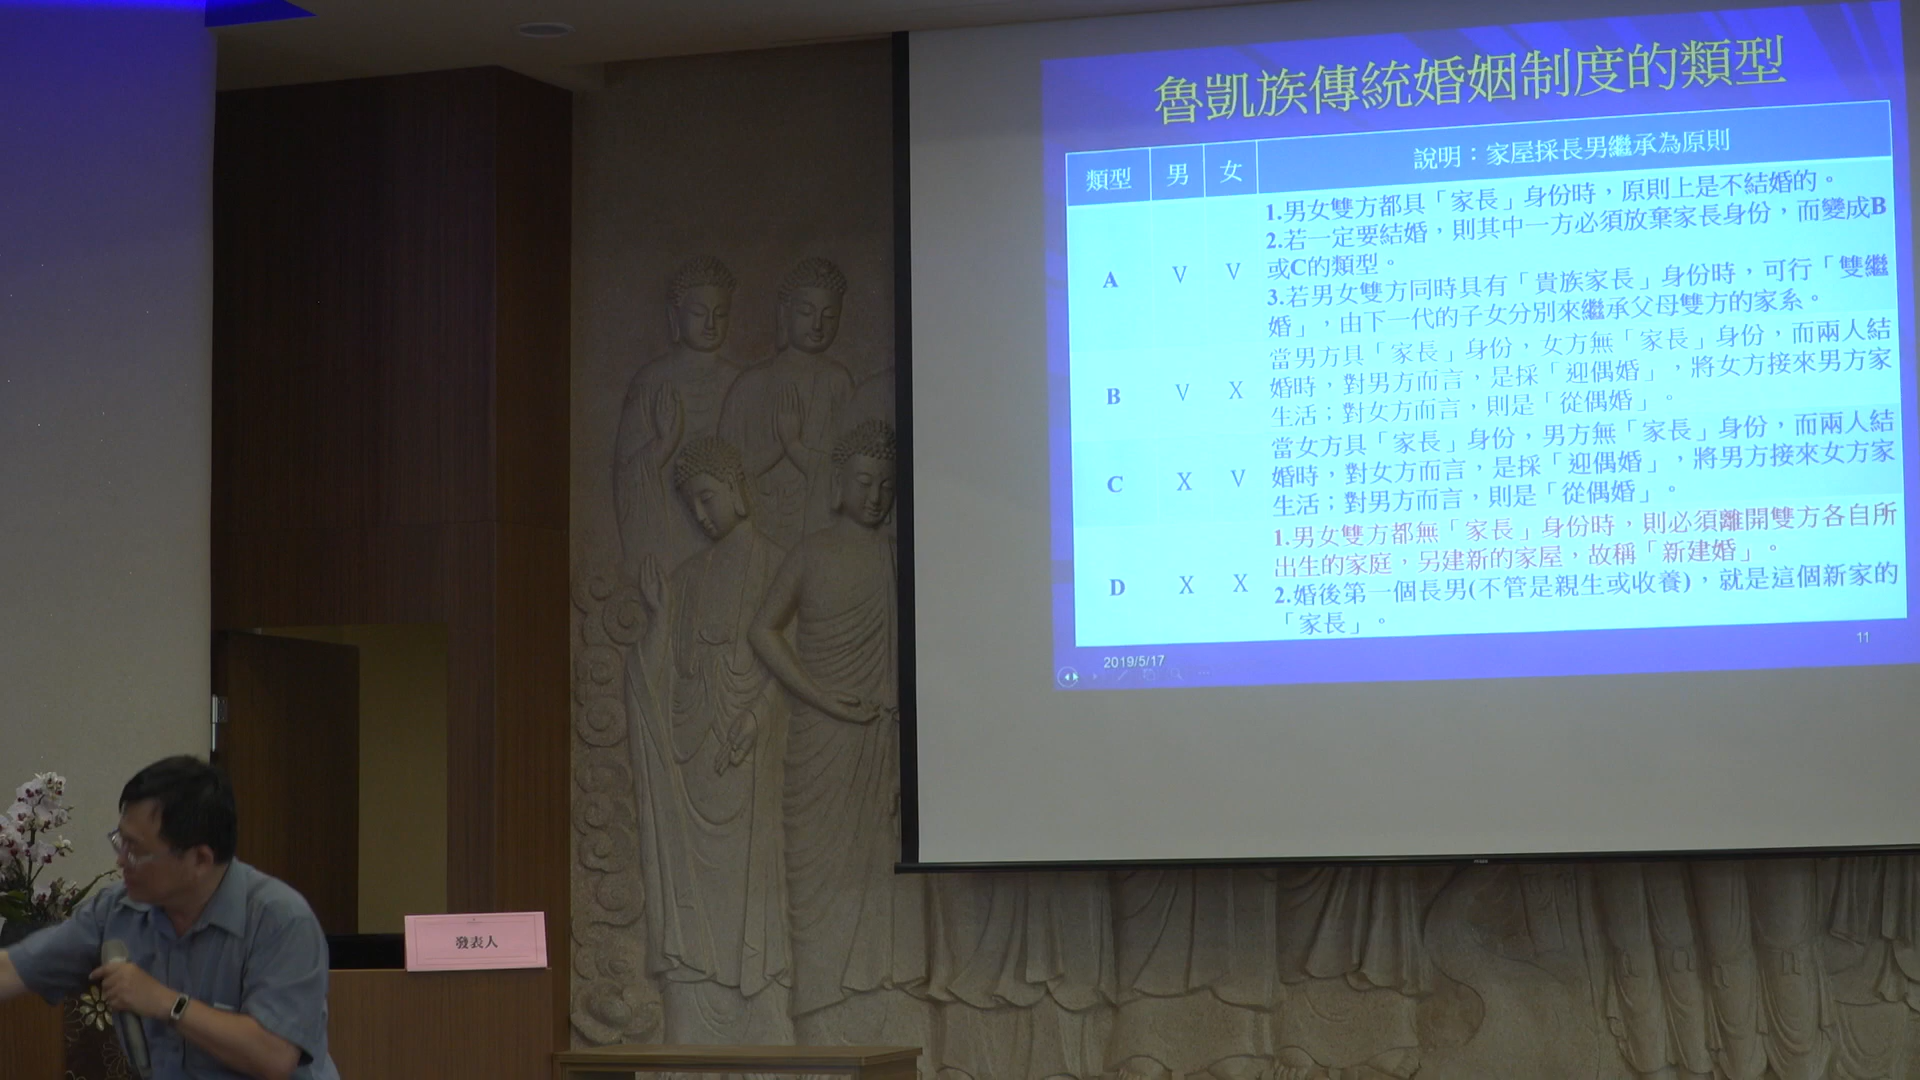 魯凱族傳統婚姻制度的類型
類型 男 女 說明：家屋採長男繼承為原則
A V V
1.男女雙方都具「家長」身份時，原則上是不結婚的。
2.若一定要結婚，則其中一方必須放棄家長身份，而變成B
或C的類型。
3.若男女雙方同時具有「貴族家長」身份時，可行「雙繼
婚」，由下一代的子女分別來繼承父母雙方的家系。
B V X
當男方具「家長」身份，女方無「家長」身份，而兩人結
婚時，對男方而言，是採「迎偶婚」，將女方接來男方家
生活；對女方而言，則是「從偶婚」。
C X V
當女方具「家長」身份，男方無「家長」身份，而兩人結
婚時，對女方而言，是採「迎偶婚」，將男方接來女方家
生活；對男方而言，則是「從偶婚」。
D X X
1.男女雙方都無「家長」身份時，則必須離開雙方各自所
出生的家庭，另建新的家屋，故稱「新建婚」。
2.婚後第一個長男(不管是親生或收養)，就是這個新家的
「家長」。
2019/5/17
11
發表人